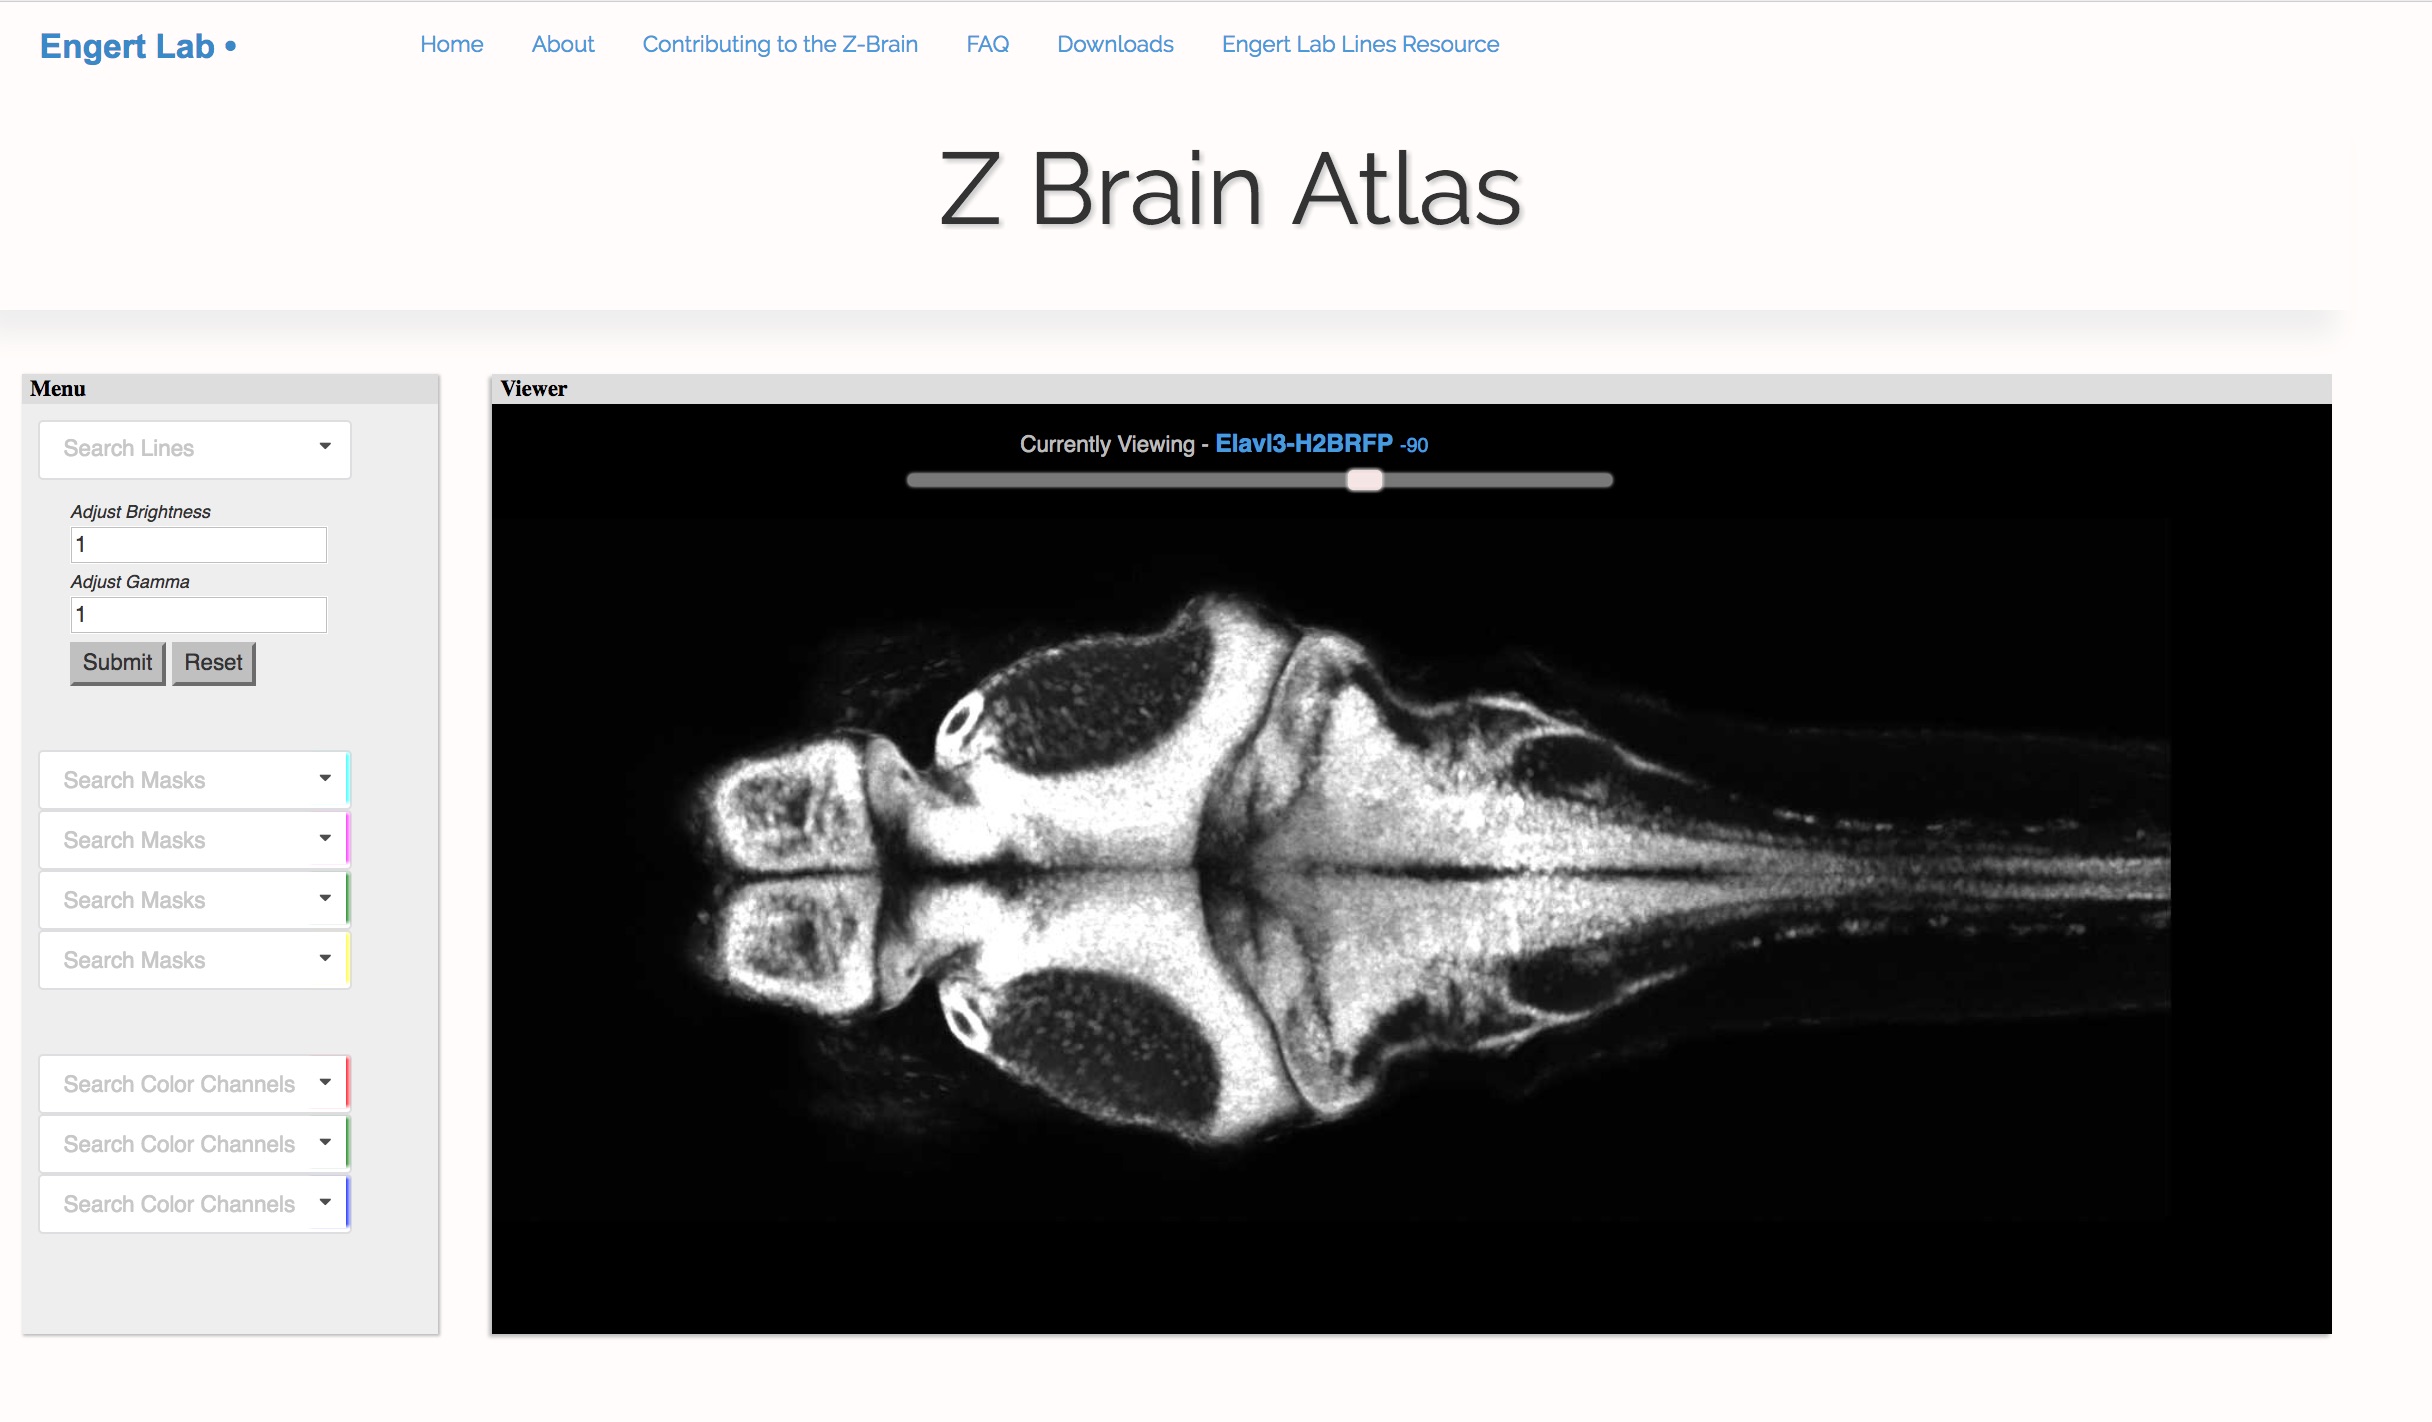 Engert Lab •
Home About Contributing to the Z-Brain FAQ Downloads Engert Lab Lines Resource
Z Brain Atlas
Menu
Search Lines
Adjust Brightness
1
Adjust Gamma
1
Submit Reset
Search Masks
Search Masks
Search Masks
Search Masks
Search Color Channels
Search Color Channels
Search Color Channels
Viewer
Currently Viewing - Elavl3-H2BRFP -90